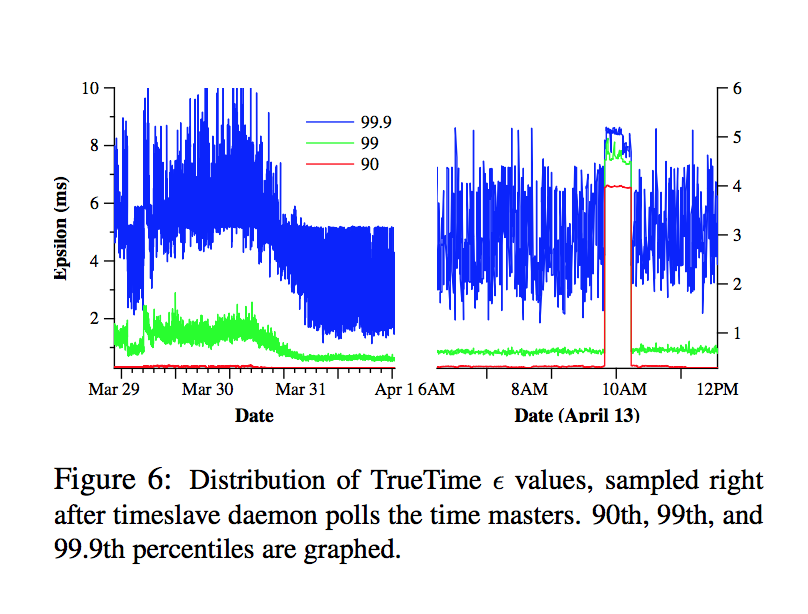 10
8
6
4
2
Epsilon (ms)
99.9
99
90
Mar 29 Mar 30 Mar 31 Apr 1
Date
6
5
4
3
2
1
6AM 8AM 10AM 12PM
Date (April 13)
Figure 6: Distribution of TrueTime ϵ values, sampled right
after timeslave daemon polls the time masters. 90th, 99th, and
99.9th percentiles are graphed.